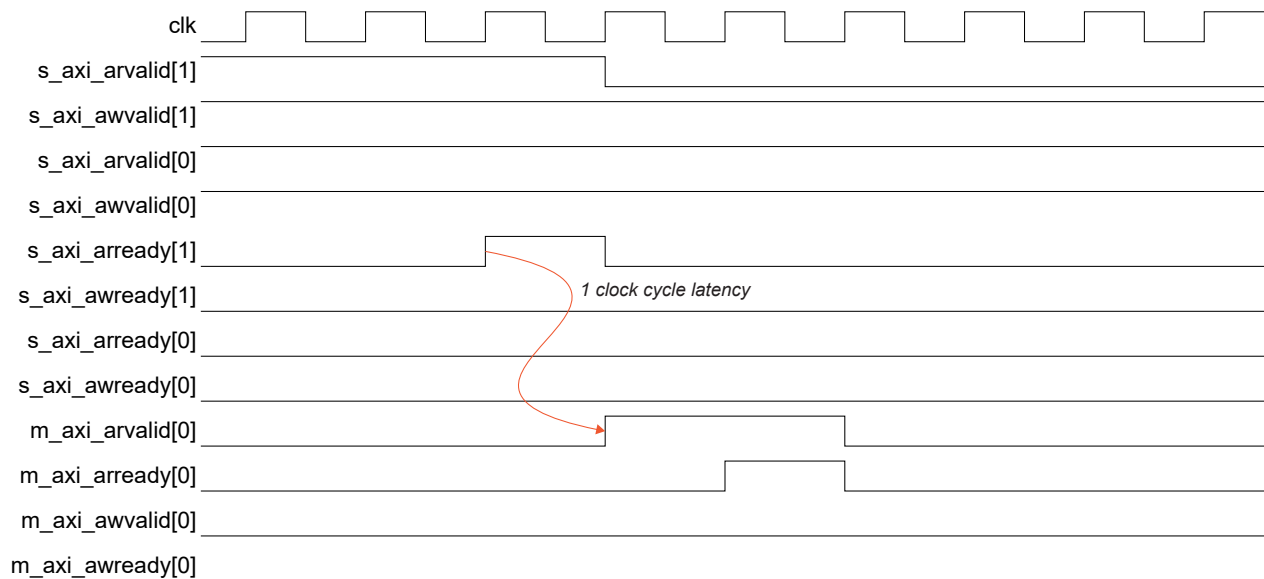 clk
s_axi_arvalid[1]
s_axi_awvalid[1]
s_axi_arvalid[0]
s_axi_awvalid[0]
s_axi_arready[1]
s_axi_awready[1]
1 clock cycle latency
s_axi_arready[0]
s_axi_awready[0]
m_axi_arvalid[0]
m_axi_arready[0]
m_axi_awvalid[0]
m_axi_awready[0]